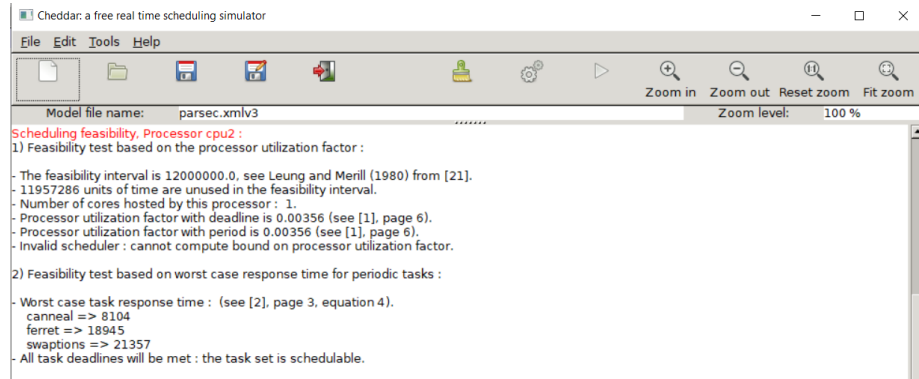 Cheddar: a free real time scheduling simulator
File Edit Tools Help
Zoom in Zoom out Reset zoom Fit zoom
Model file name: parsec.xmlv3 Zoom level: 100 %
Scheduling feasibility, Processor cpu2 :
1) Feasibility test based on the processor utilization factor :
- The feasibility interval is 12000000.0, see Leung and Merill (1980) from [21].
- 11957286 units of time are unused in the feasibility interval.
- Number of cores hosted by this processor : 1.
- Processor utilization factor with deadline is 0.00356 (see [1], page 6).
- Processor utilization factor with period is 0.00356 (see [1], page 6).
- Invalid scheduler : cannot compute bound on processor utilization factor.
2) Feasibility test based on worst case response time for periodic tasks :
- Worst case task response time : (see [2], page 3, equation 4).
canneal => 8104
ferret => 18945
swaptions => 21357
- All task deadlines will be met : the task set is schedulable.